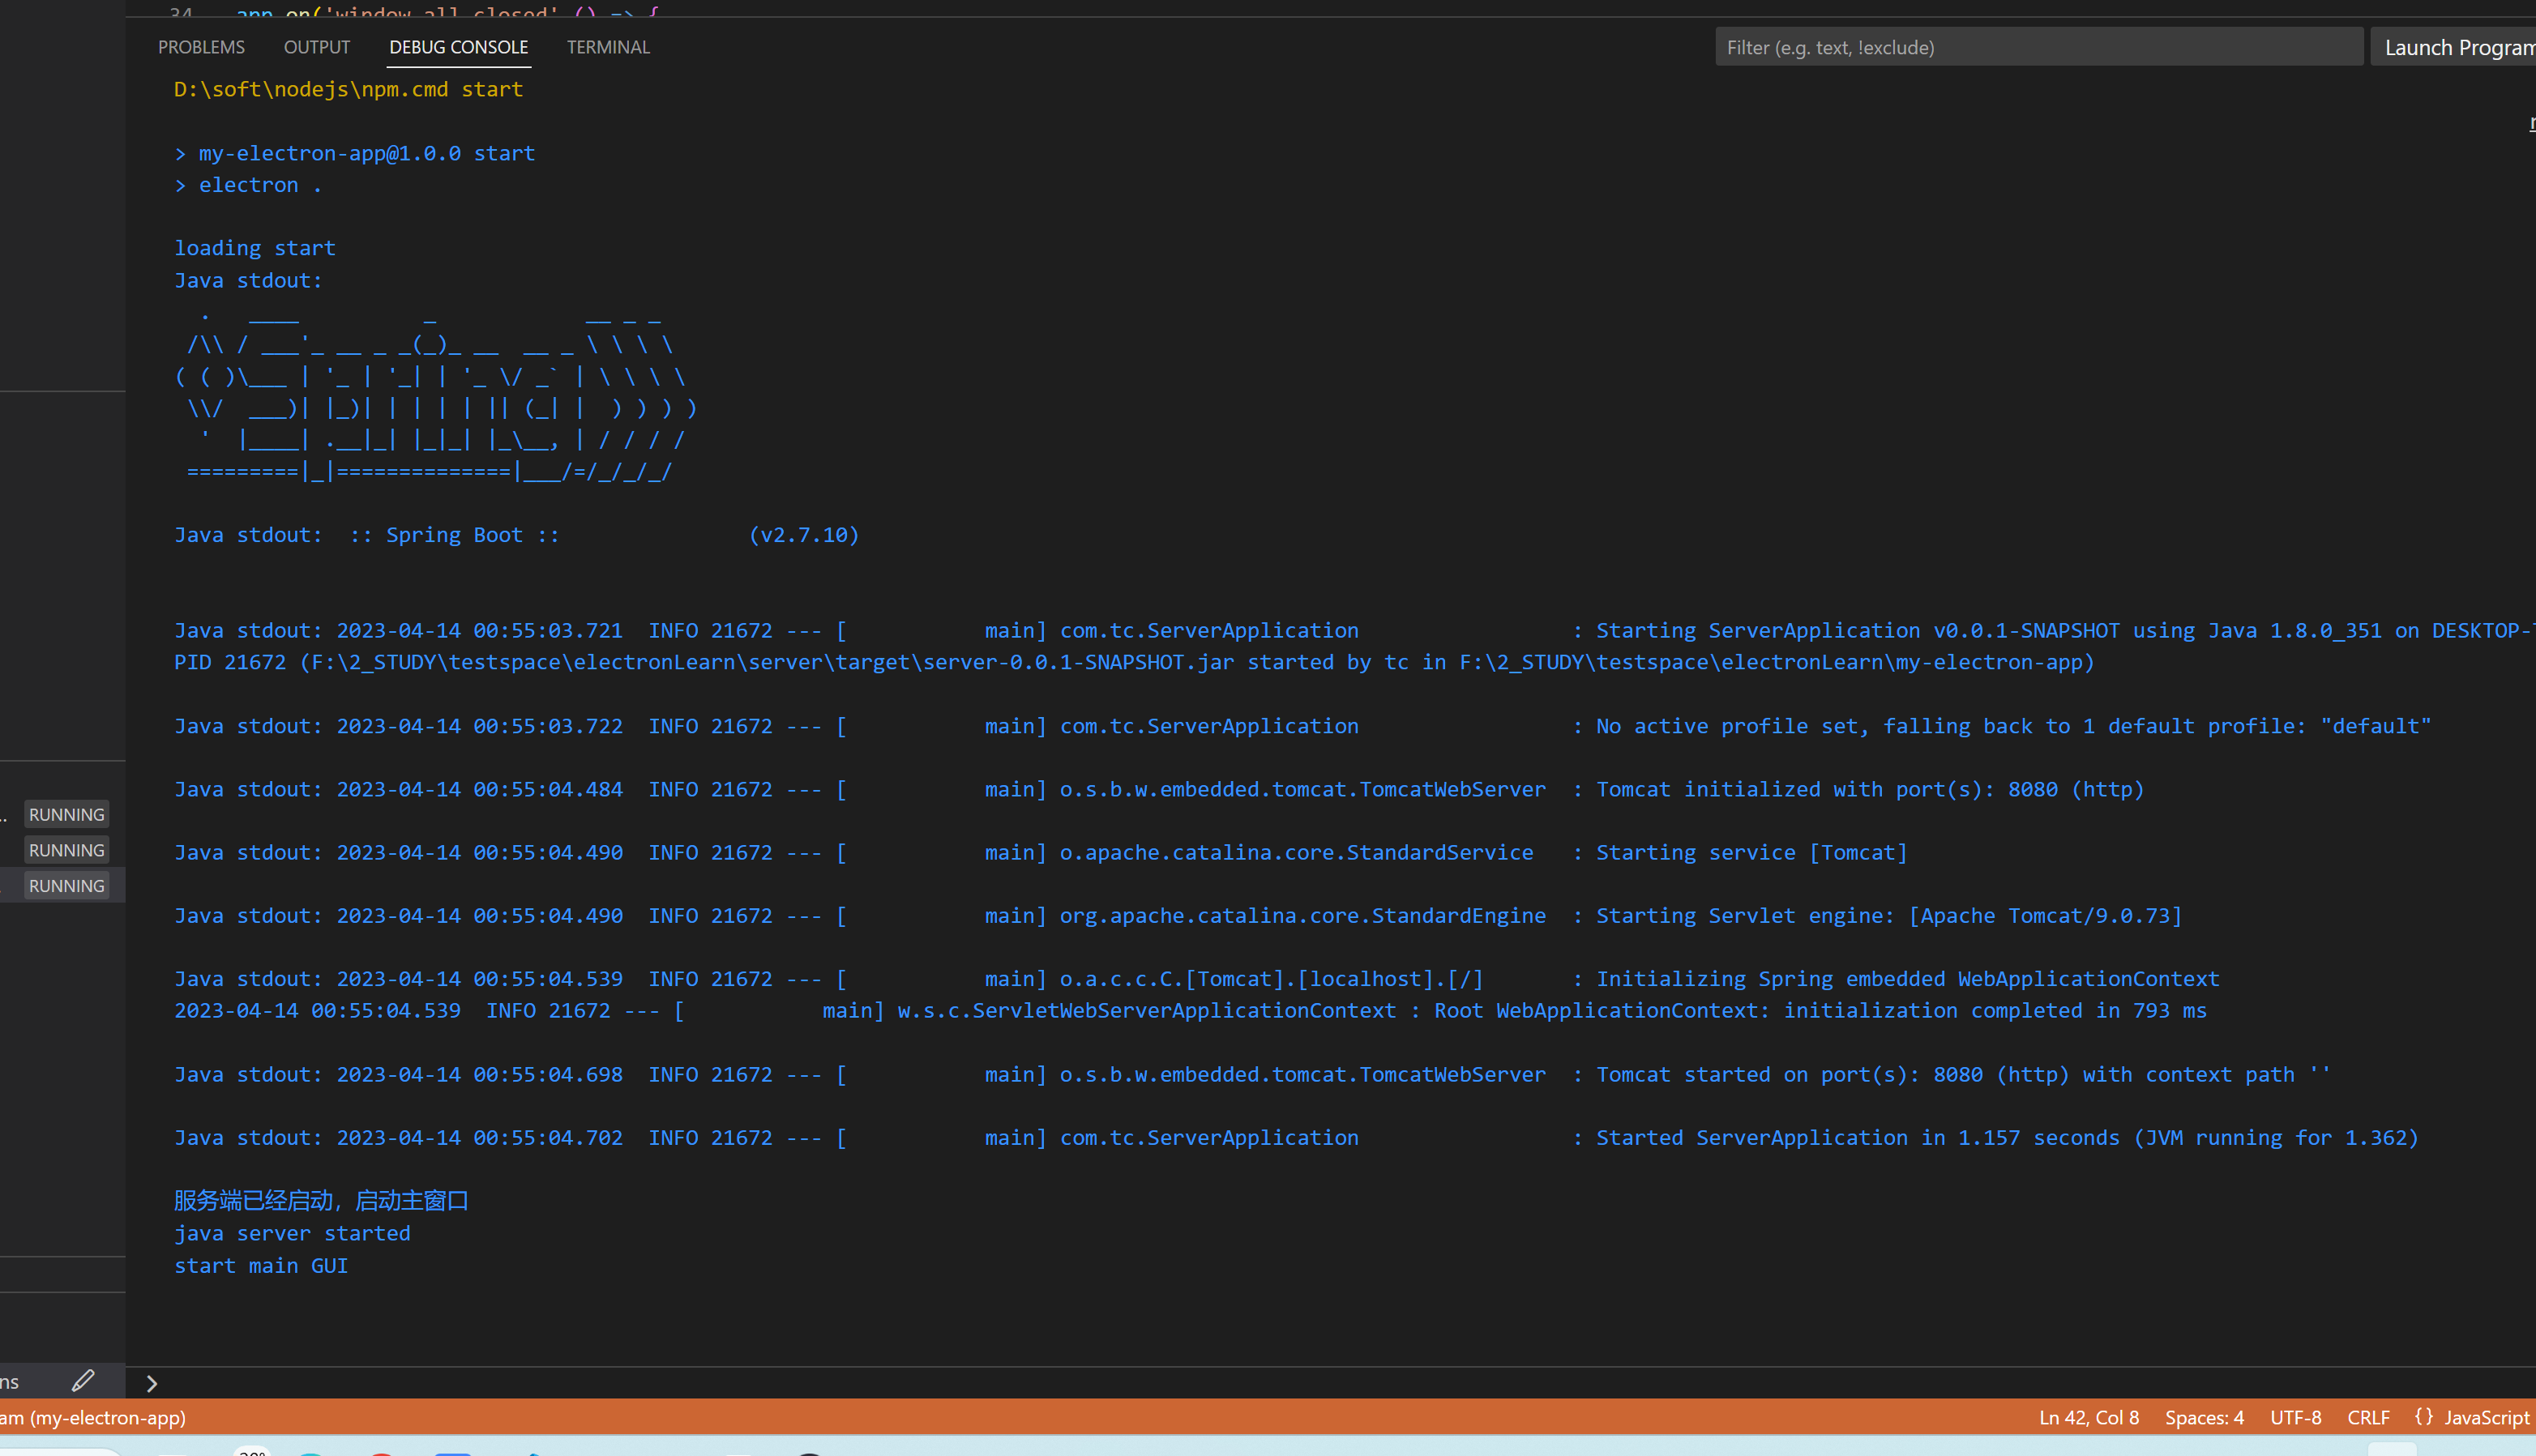 34 app.on('window-all-closed', () => {
PROBLEMS OUTPUT DEBUG CONSOLE TERMINAL Filter (e.g. text, !exclude) Launch Program
D:\soft\nodejs\npm.cmd start
> my-electron-app@1.0.0 start
> electron .
loading start
Java stdout:
  .   ____          _            __ _ _
 /\\ / ___'_ __ _ _(_)_ __  __ _ \ \ \ \
( ( )\___ | '_ | '_| | '_ \/ _` | \ \ \ \
 \\/  ___)| |_)| | | | | || (_| |  ) ) ) )
  '  |____| .__|_| |_|_| |_\__, | / / / /
 =========|_|==============|___/=/_/_/_/
Java stdout:  :: Spring Boot ::               (v2.7.10)
Java stdout: 2023-04-14 00:55:03.721  INFO 21672 --- [           main] com.tc.ServerApplication                 : Starting ServerApplication v0.0.1-SNAPSHOT using Java 1.8.0_351 on
PID 21672 (F:\2_STUDY\testspace\electronLearn\server\target\server-0.0.1-SNAPSHOT.jar started by tc in F:\2_STUDY\testspace\electronLearn\my-electron-app)
Java stdout: 2023-04-14 00:55:03.722  INFO 21672 --- [           main] com.tc.ServerApplication                 : No active profile set, falling back to 1 default profile: "default"
Java stdout: 2023-04-14 00:55:04.484  INFO 21672 --- [           main] o.s.b.w.embedded.tomcat.TomcatWebServer  : Tomcat initialized with port(s): 8080 (http)
RUNNING
RUNNING
Java stdout: 2023-04-14 00:55:04.490  INFO 21672 --- [           main] o.apache.catalina.core.StandardService   : Starting service [Tomcat]
RUNNING
Java stdout: 2023-04-14 00:55:04.490  INFO 21672 --- [           main] org.apache.catalina.core.StandardEngine  : Starting Servlet engine: [Apache Tomcat/9.0.73]
Java stdout: 2023-04-14 00:55:04.539  INFO 21672 --- [           main] o.a.c.c.C.[Tomcat].[localhost].[/]       : Initializing Spring embedded WebApplicationContext
2023-04-14 00:55:04.539  INFO 21672 --- [           main] w.s.c.ServletWebServerApplicationContext : Root WebApplicationContext: initialization completed in 793 ms
Java stdout: 2023-04-14 00:55:04.698  INFO 21672 --- [           main] o.s.b.w.embedded.tomcat.TomcatWebServer  : Tomcat started on port(s): 8080 (http) with context path ''
Java stdout: 2023-04-14 00:55:04.702  INFO 21672 --- [           main] com.tc.ServerApplication                 : Started ServerApplication in 1.157 seconds (JVM running for 1.362)
服务端已经启动，启动主窗口
java server started
start main GUI
ns
>
am (my-electron-app) Ln 42, Col 8 Spaces: 4 UTF-8 CRLF {} JavaScript